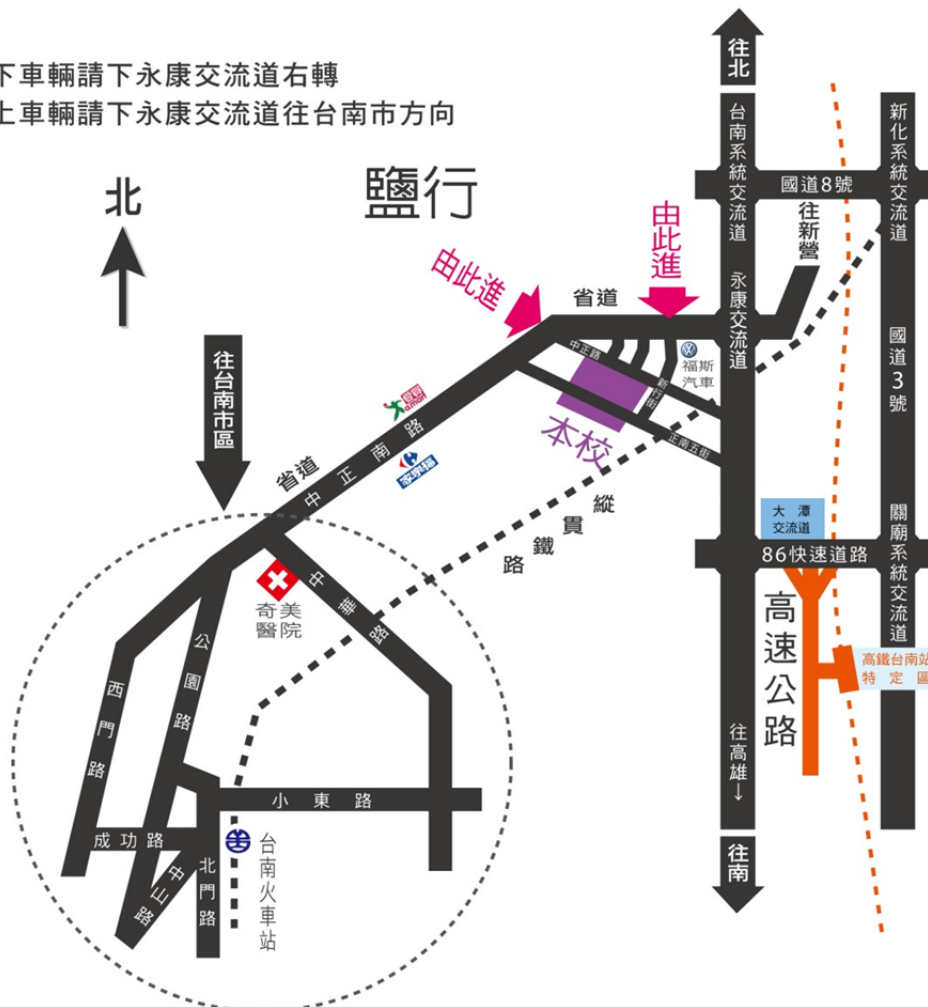 下車輛請下永康交流道右轉
上車輛請下永康交流道往台南市方向
北
鹽行
往北
台南系統交流道
新化系統交流道
國道8號
往新營
由此進
由此進
省道
永康交流道
國道3號
中正路
福斯
汽車
新行街
往台南市區
愛買
a.mart
本校
正南五街
省道
中正南路
家樂福
縱貫鐵路
大潭
交流道
關廟系統交流道
86快速道路
奇美
醫院
中華路
高速公路
公園路
高鐵台南站
特定區
西門路
往高雄↓
小東路
成功路
台南火車站
北門路
中山路
往南